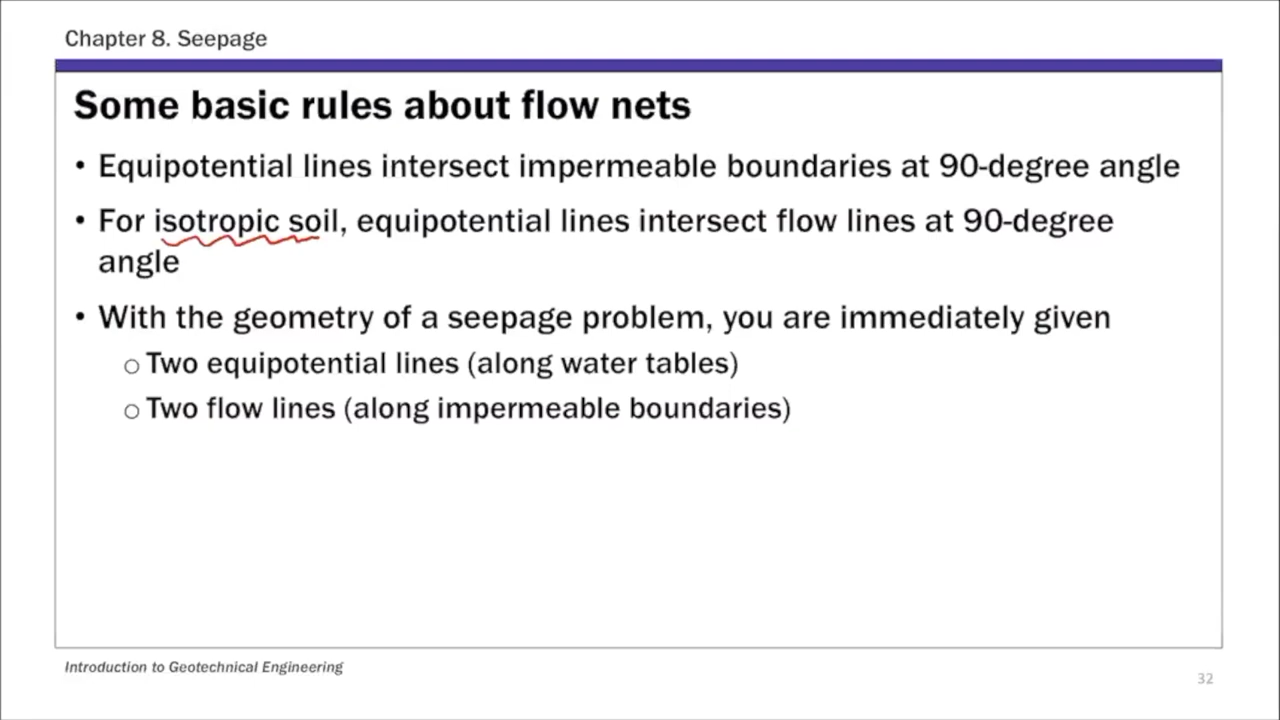 Chapter 8. Seepage
Some basic rules about flow nets
• Equipotential lines intersect impermeable boundaries at 90-degree angle
• For isotropic soil, equipotential lines intersect flow lines at 90-degree
angle
• With the geometry of a seepage problem, you are immediately given
○ Two equipotential lines (along water tables)
○ Two flow lines (along impermeable boundaries)
Introduction to Geotechnical Engineering
32